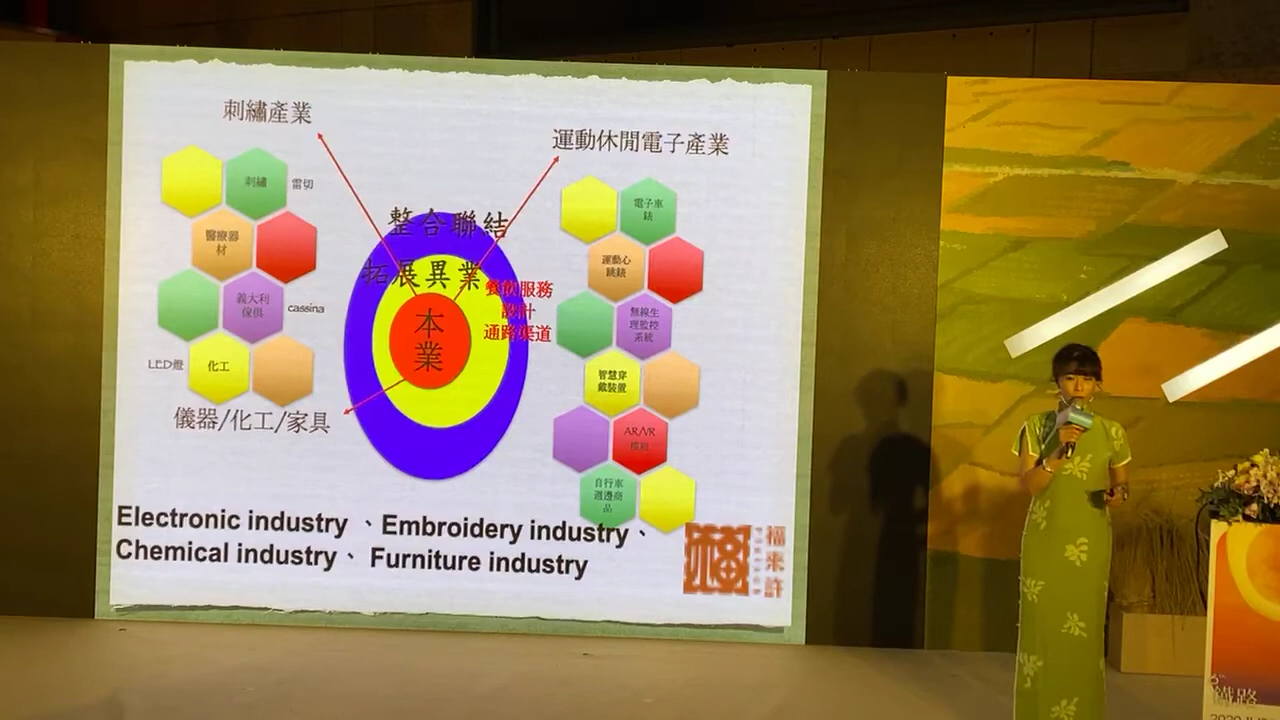 刺繡產業
運動休閒電子產業
刺繡
雷切
醫療器
材
義大利
傢俱
cassina
LED燈
化工
儀器/化工/家具
整合聯結
拓展異業
本
業
餐飲服務
設計
通路渠道
電子車
錶
運動心
跳錶
無線生
理監控
系統
智慧穿
戴裝置
AR/VR
模組
自行車
週邊商
品
Electronic industry 、Embroidery industry、
Chemical industry、 Furniture industry
福
福來許
鐵路